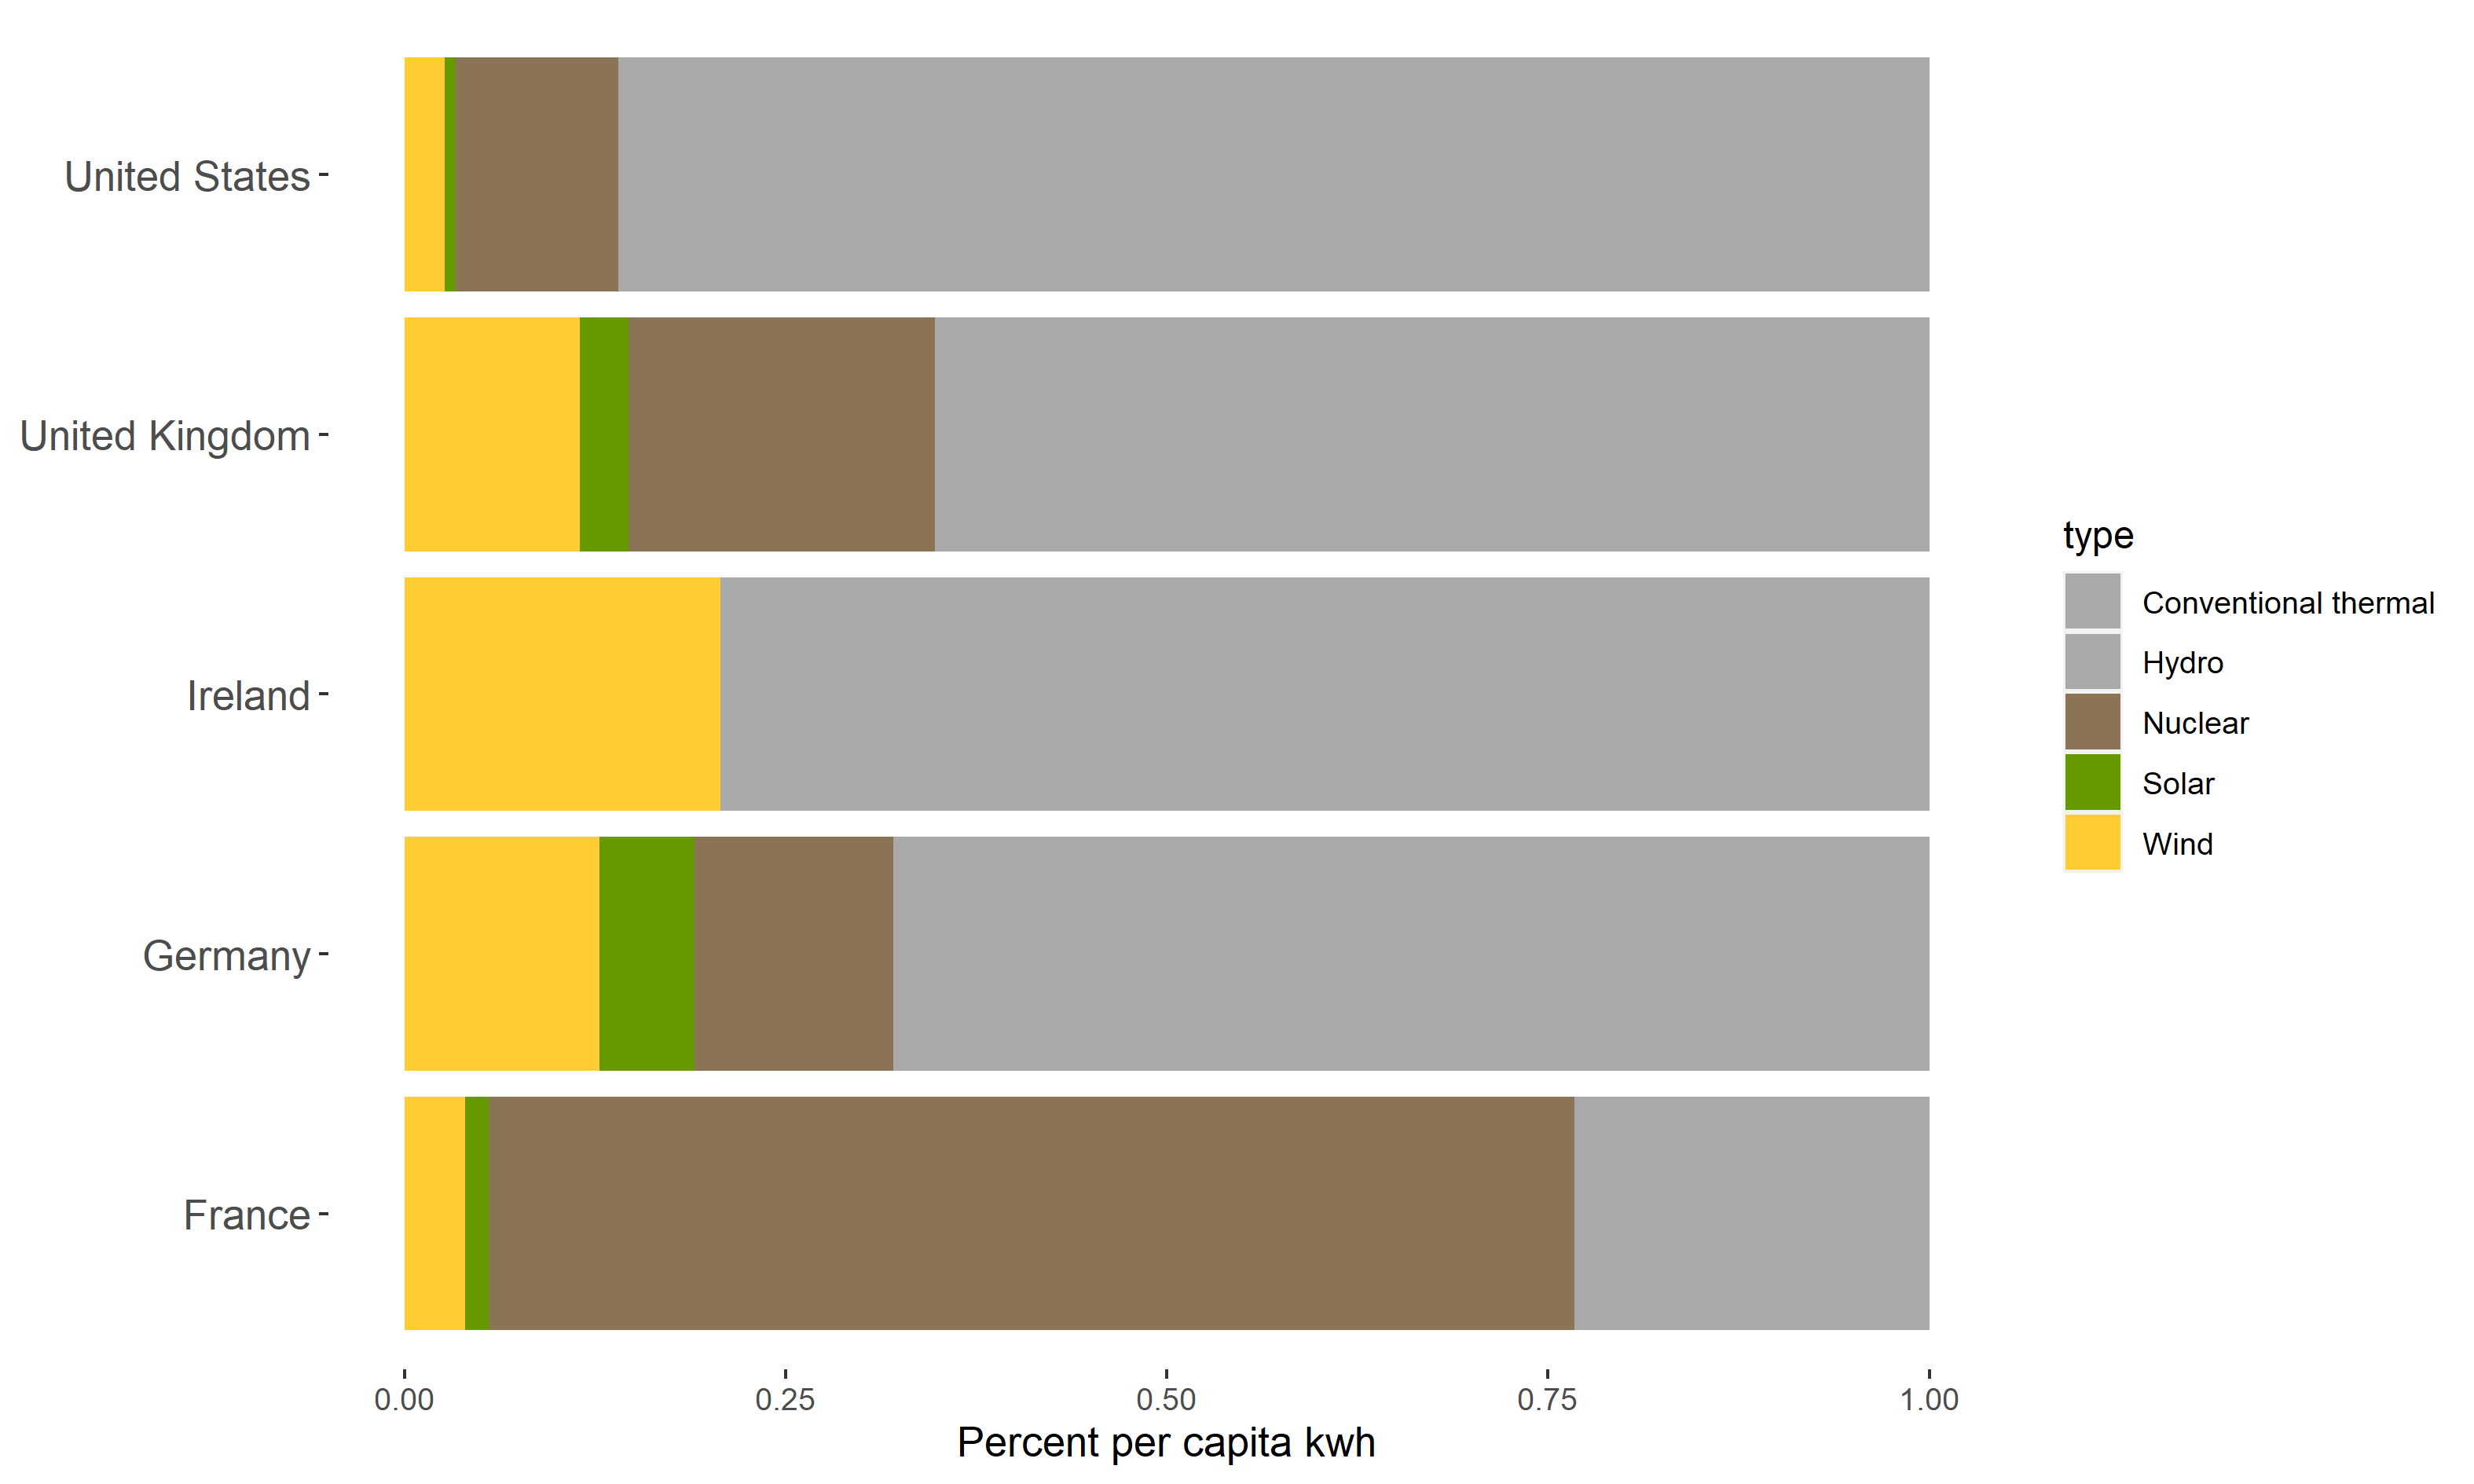 United States
United Kingdom
Ireland
Germany
France
0.00 0.25 0.50 0.75 1.00
Percent per capita kwh
type
Conventional thermal
Hydro
Nuclear
Solar
Wind